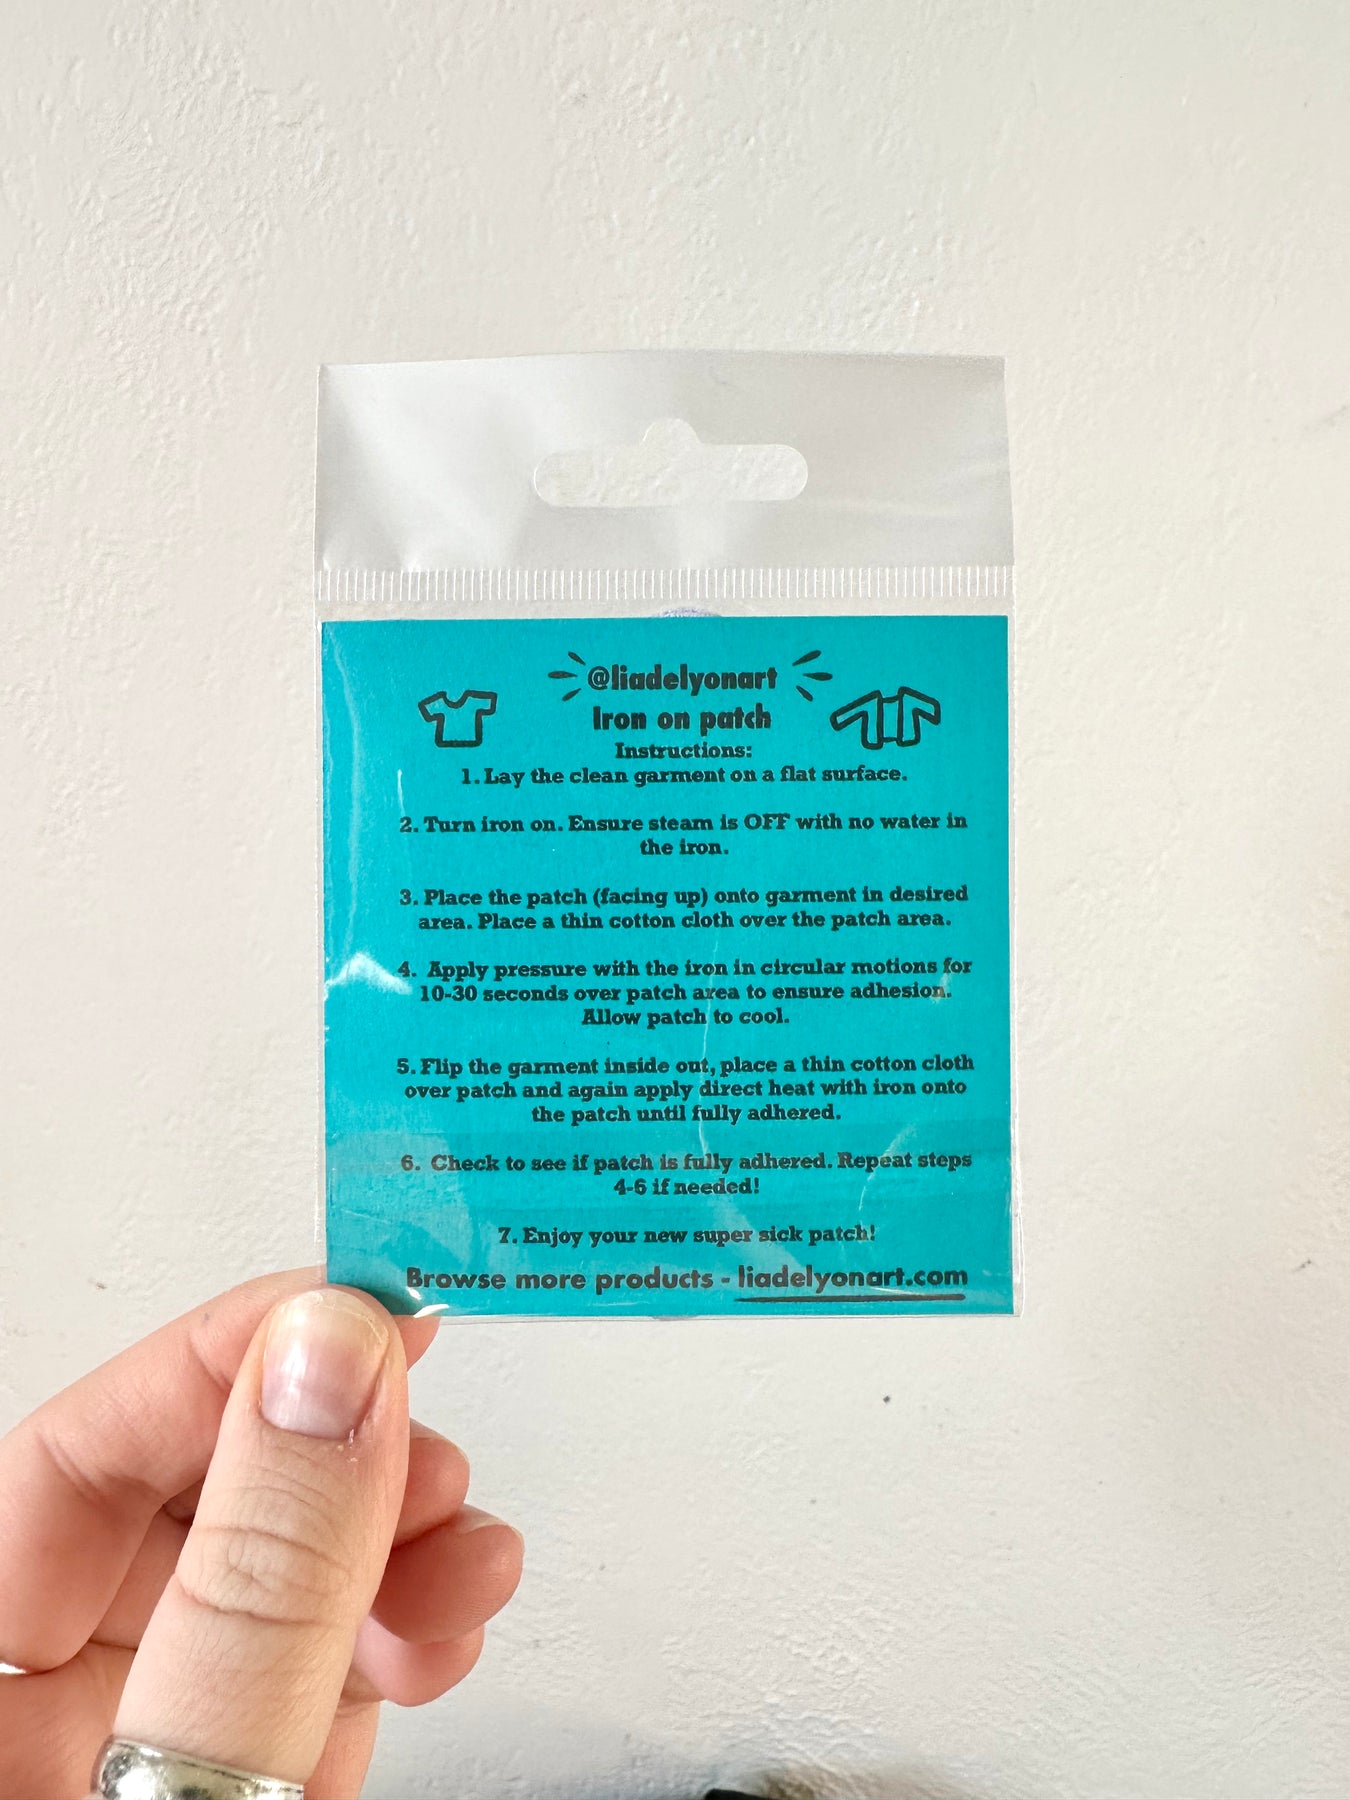 @liadelyonart
Iron on patch
Instructions:
1. Lay the clean garment on a flat surface.
2. Turn iron on. Ensure steam is OFF with no water in
the iron.
3. Place the patch (facing up) onto garment in desired
area. Place a thin cotton cloth over the patch area.
4. Apply pressure with the iron in circular motions for
10-30 seconds over patch area to ensure adhesion.
Allow patch to cool.
5. Flip the garment inside out, place a thin cotton cloth
over patch and again apply direct heat with iron onto
the patch until fully adhered.
6. Check to see if patch is fully adhered. Repeat steps
4-6 if needed!
7. Enjoy your new super sick patch!
Browse more products - liadelyonart.com